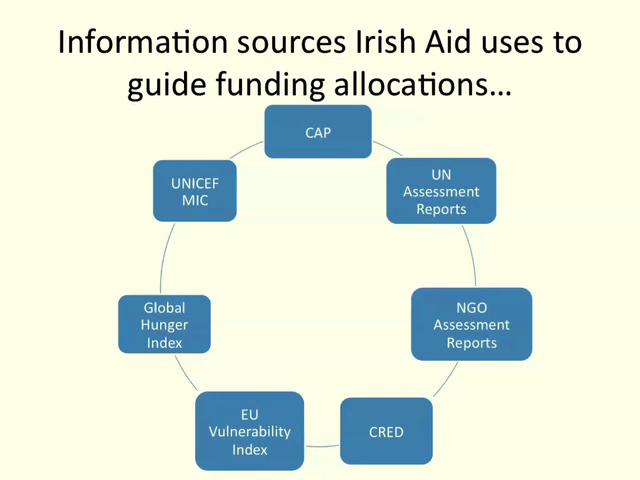 Information sources Irish Aid uses to
guide funding allocations…
CAP
UN
Assessment
Reports
NGO
Assessment
Reports
CRED
EU
Vulnerability
Index
Global
Hunger
Index
UNICEF
MIC